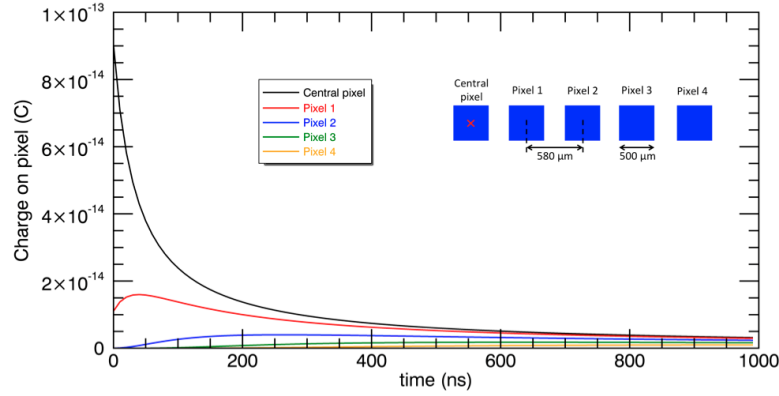 1×10⁻¹³
8×10⁻¹⁴
6×10⁻¹⁴
4×10⁻¹⁴
2×10⁻¹⁴
0
Charge on pixel (C)
Central pixel
Pixel 1
Pixel 2
Pixel 3
Pixel 4
Central
pixel
Pixel 1
Pixel 2
Pixel 3
Pixel 4
580 µm
500 µm
0
200
400
600
800
1000
time (ns)